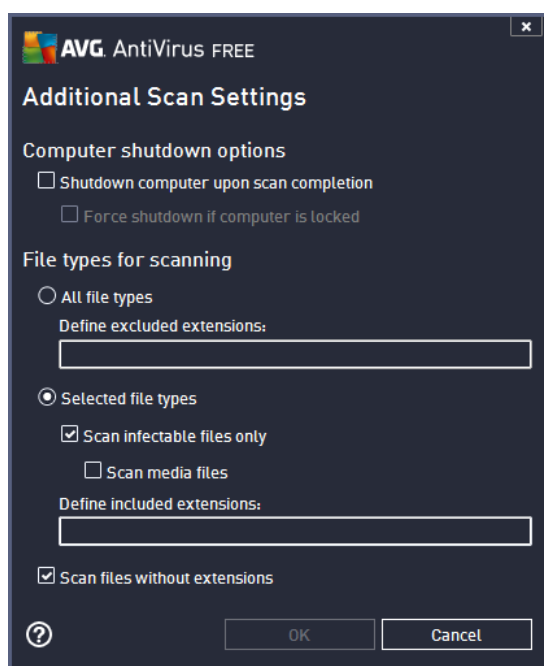 AVG. AntiVirus FREE
Additional Scan Settings
Computer shutdown options
Shutdown computer upon scan completion
Force shutdown if computer is locked
File types for scanning
All file types
Define excluded extensions:
Selected file types
Scan infectable files only
Scan media files
Define included extensions:
Scan files without extensions
? OK Cancel